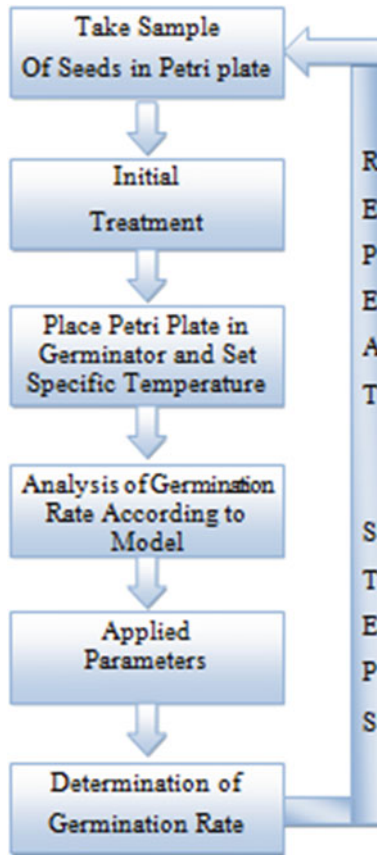 Take Sample
Of Seeds in Petri plate
Initial
Treatment
Place Petri Plate in
Germinator and Set
Specific Temperature
Analysis of Germination
Rate According to
Model
Applied
Parameters
Determination of
Germination Rate
R
E
P
E
A
T
S
T
E
P
S